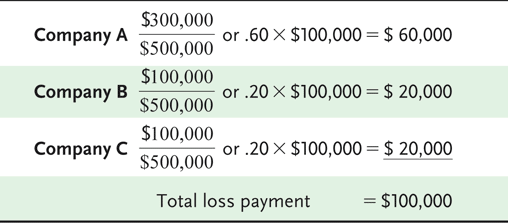 Company A $300,000 / $500,000 or .60 × $100,000 = $ 60,000
Company B $100,000 / $500,000 or .20 × $100,000 = $ 20,000
Company C $100,000 / $500,000 or .20 × $100,000 = $ 20,000
Total loss payment = $100,000